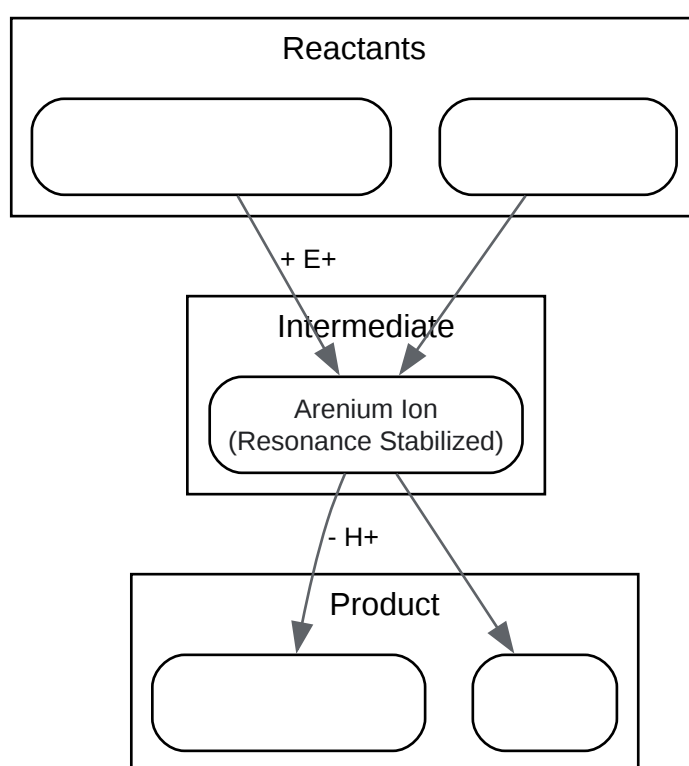 Reactants
+ E+
Intermediate
Arenium Ion
(Resonance Stabilized)
- H+
Product